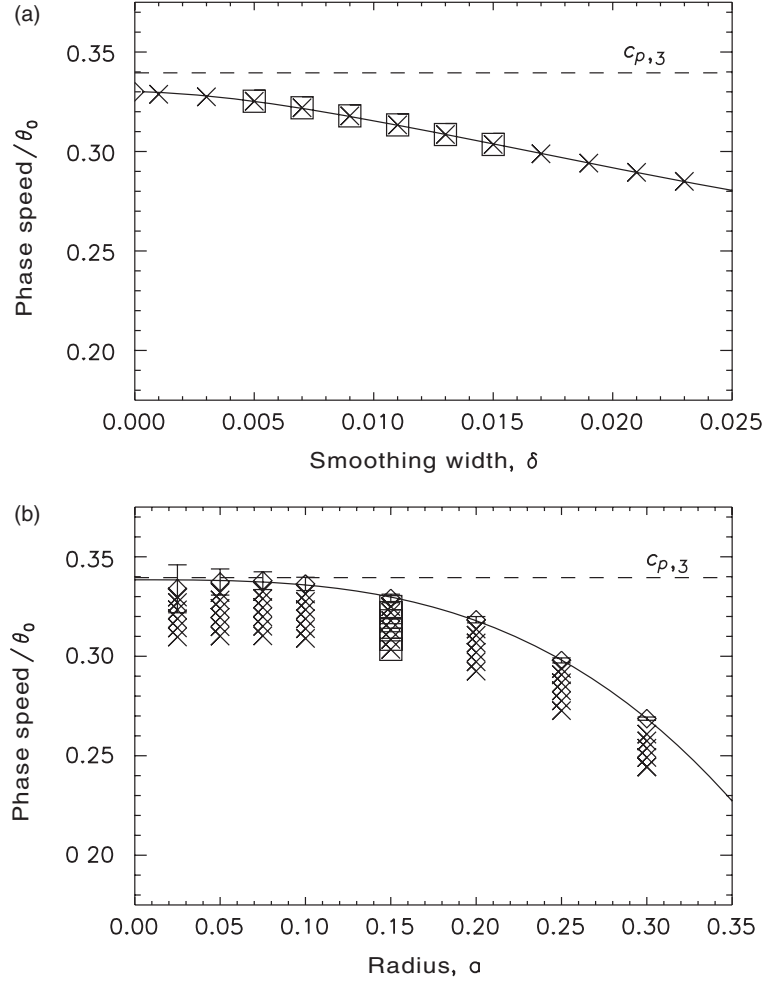 (a)
0.35
0.30
0.25
0.20
Phase speed/θ₀
cₚ,₃
0.000 0.005 0.010 0.015 0.020 0.025
Smoothing width, δ
(b)
0.35
0.30
0.25
0 20
Phase speed/θ₀
cₚ,₃
0.00 0.05 0.10 0.15 0.20 0.25 0.30 0.35
Radius, a